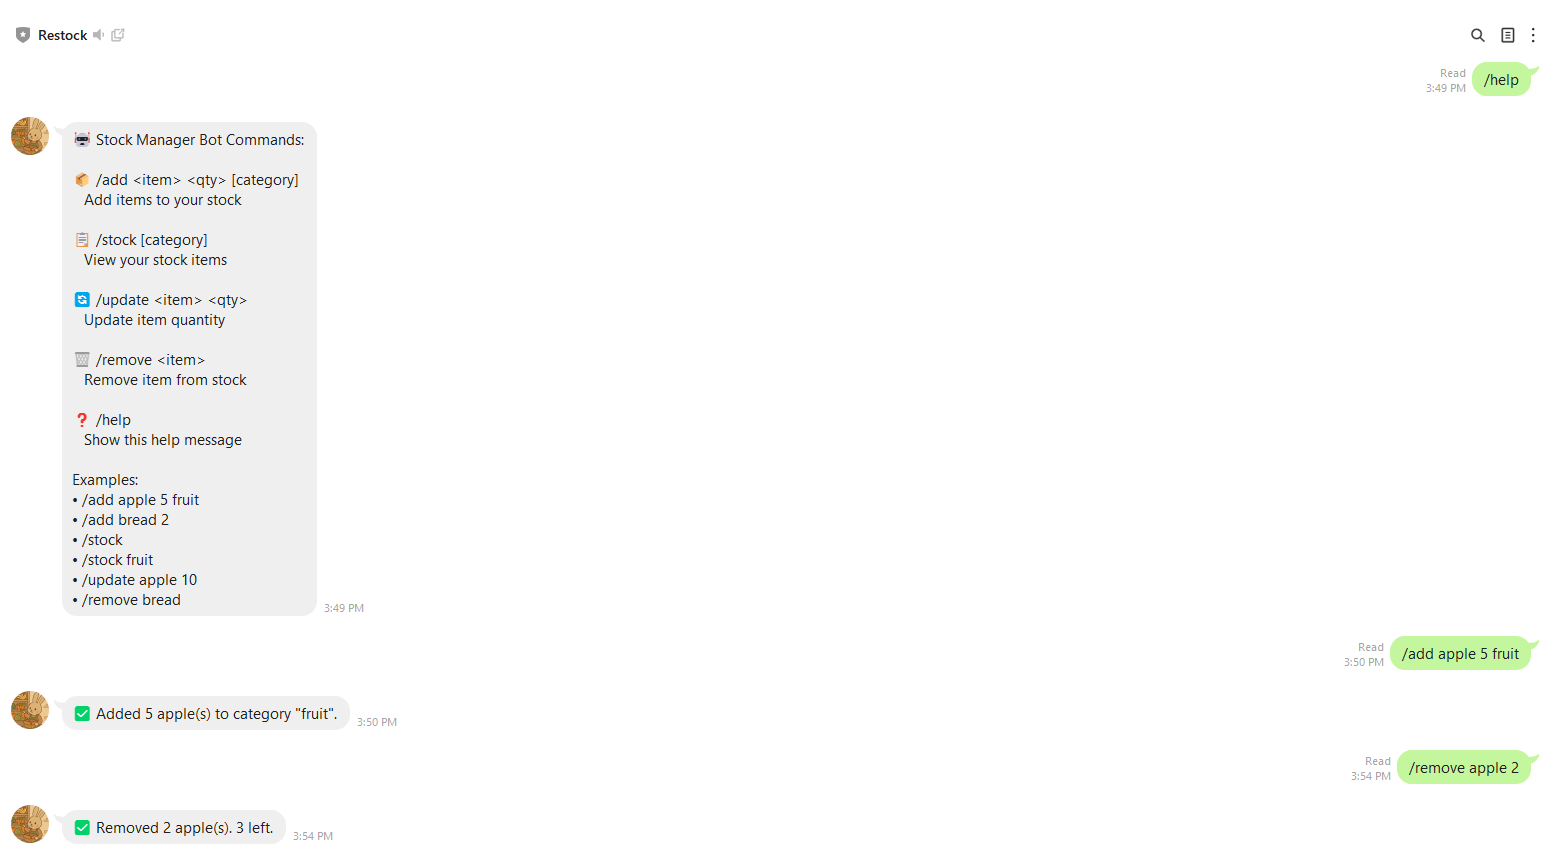 Restock
Read
3:49 PM
/help
Stock Manager Bot Commands:
/add <item> <qty> [category]
Add items to your stock
/stock [category]
View your stock items
/update <item> <qty>
Update item quantity
/remove <item>
Remove item from stock
/help
Show this help message
Examples:
• /add apple 5 fruit
• /add bread 2
• /stock
• /stock fruit
• /update apple 10
• /remove bread
3:49 PM
Read
3:50 PM
/add apple 5 fruit
Added 5 apple(s) to category "fruit".
3:50 PM
Read
3:54 PM
/remove apple 2
Removed 2 apple(s). 3 left.
3:54 PM